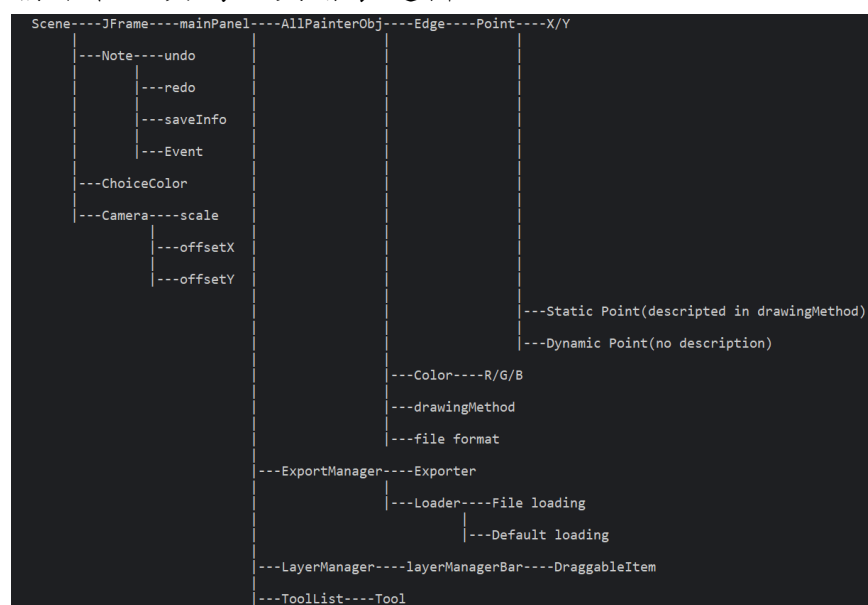 Scene----JFrame----mainPanel----AllPainterObj----Edge----Point----X/Y
|---Note----undo
|---redo
|---saveInfo
|---Event
|---ChoiceColor
|---Camera----scale
|---offsetX
|---offsetY
|---Static Point(descripted in drawingMethod)
|---Dynamic Point(no description)
|---Color----R/G/B
|---drawingMethod
|---file format
|---ExportManager----Exporter
|---Loader----File loading
|---Default loading
|---LayerManager----layerManagerBar----DraggableItem
|---ToolList----Tool